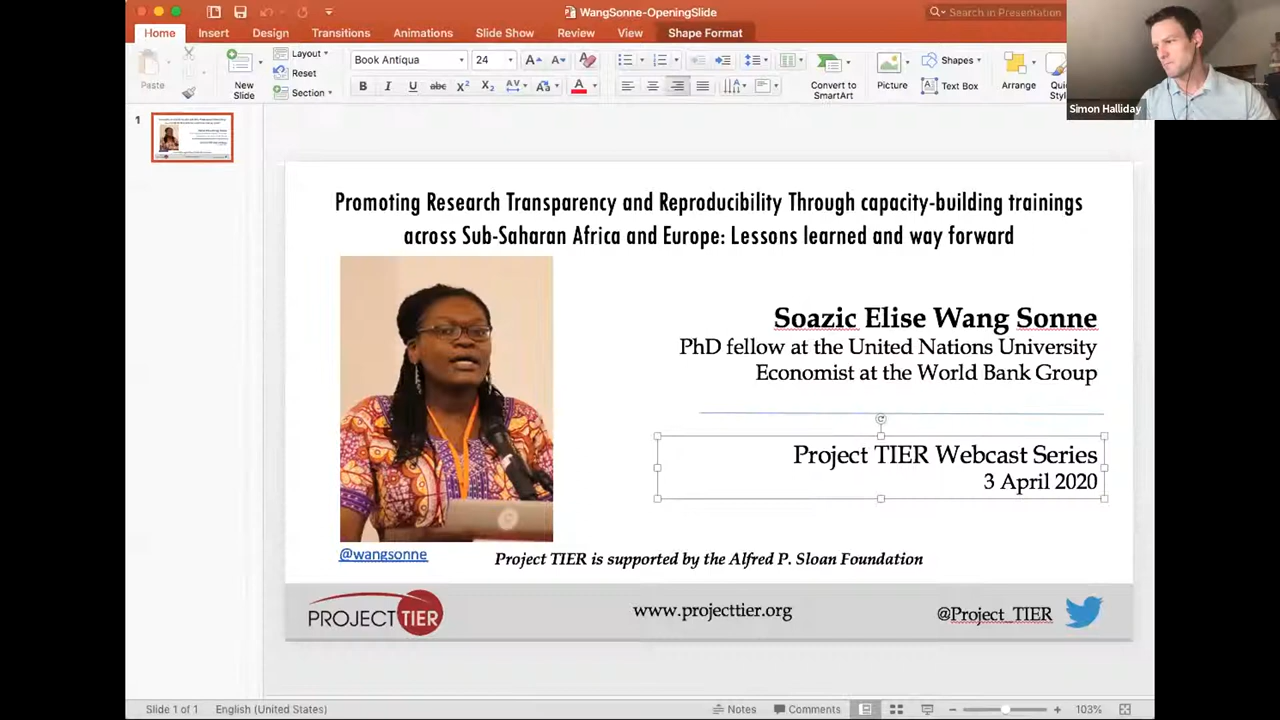 WangSonne-OpeningSlide
Search in Presentation
Home Insert Design Transitions Animations Slide Show Review View Shape Format
Paste
New Slide
Layout
Reset
Section
Book Antiqua 24
Convert to SmartArt
Picture
Shapes
Text Box
Arrange
Simon Halliday
1
Promoting Research Transparency and Reproducibility Through capacity-building trainings
across Sub-Saharan Africa and Europe: Lessons learned and way forward
Soazic Elise Wang Sonne
PhD fellow at the United Nations University
Economist at the World Bank Group
Project TIER Webcast Series
3 April 2020
@wangsonne
Project TIER is supported by the Alfred P. Sloan Foundation
PROJECT TIER
www.projecttier.org
@Project_TIER
Slide 1 of 1 English (United States) Notes Comments 103%